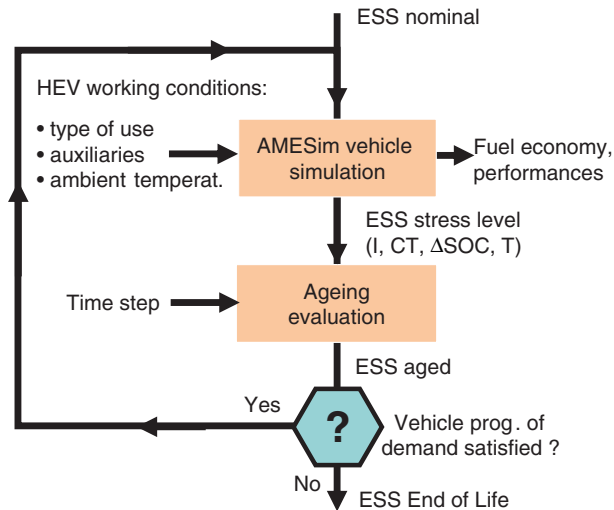 ESS nominal
HEV working conditions:
• type of use
• auxiliaries
• ambient temperat.
AMESim vehicle
simulation
Fuel economy,
performances
ESS stress level
(I, CT, ΔSOC, T)
Time step
Ageing
evaluation
ESS aged
Yes
?
Vehicle prog. of
demand satisfied ?
No
ESS End of Life